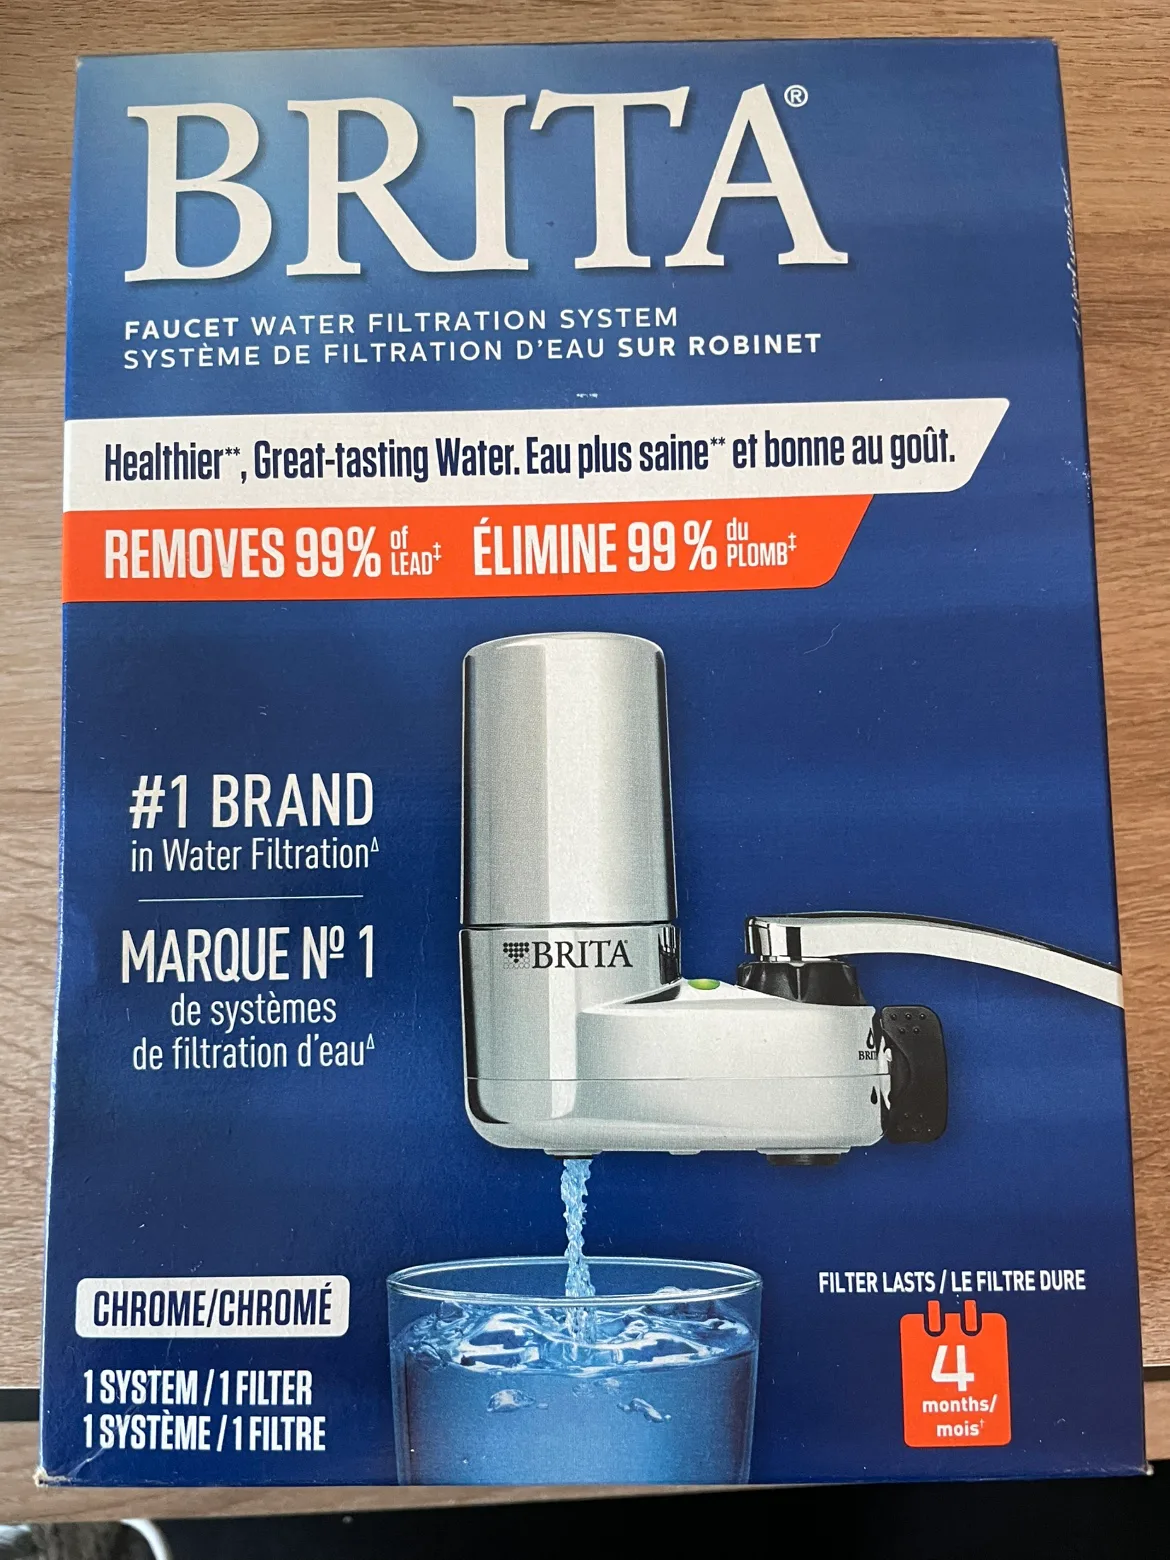 BRITA®
FAUCET WATER FILTRATION SYSTEM
SYSTÈME DE FILTRATION D'EAU SUR ROBINET
Healthier**, Great-tasting Water. Eau plus saine** et bonne au goût.
REMOVES 99% of LEAD‡ ÉLIMINE 99 % du PLOMB‡
#1 BRAND
in Water Filtration∆
MARQUE Nº 1
de systèmes
de filtration d'eau∆
BRITA
BRIT
CHROME/CHROMÉ
1 SYSTEM / 1 FILTER
1 SYSTÈME / 1 FILTRE
FILTER LASTS / LE FILTRE DURE
4
months/
mois†